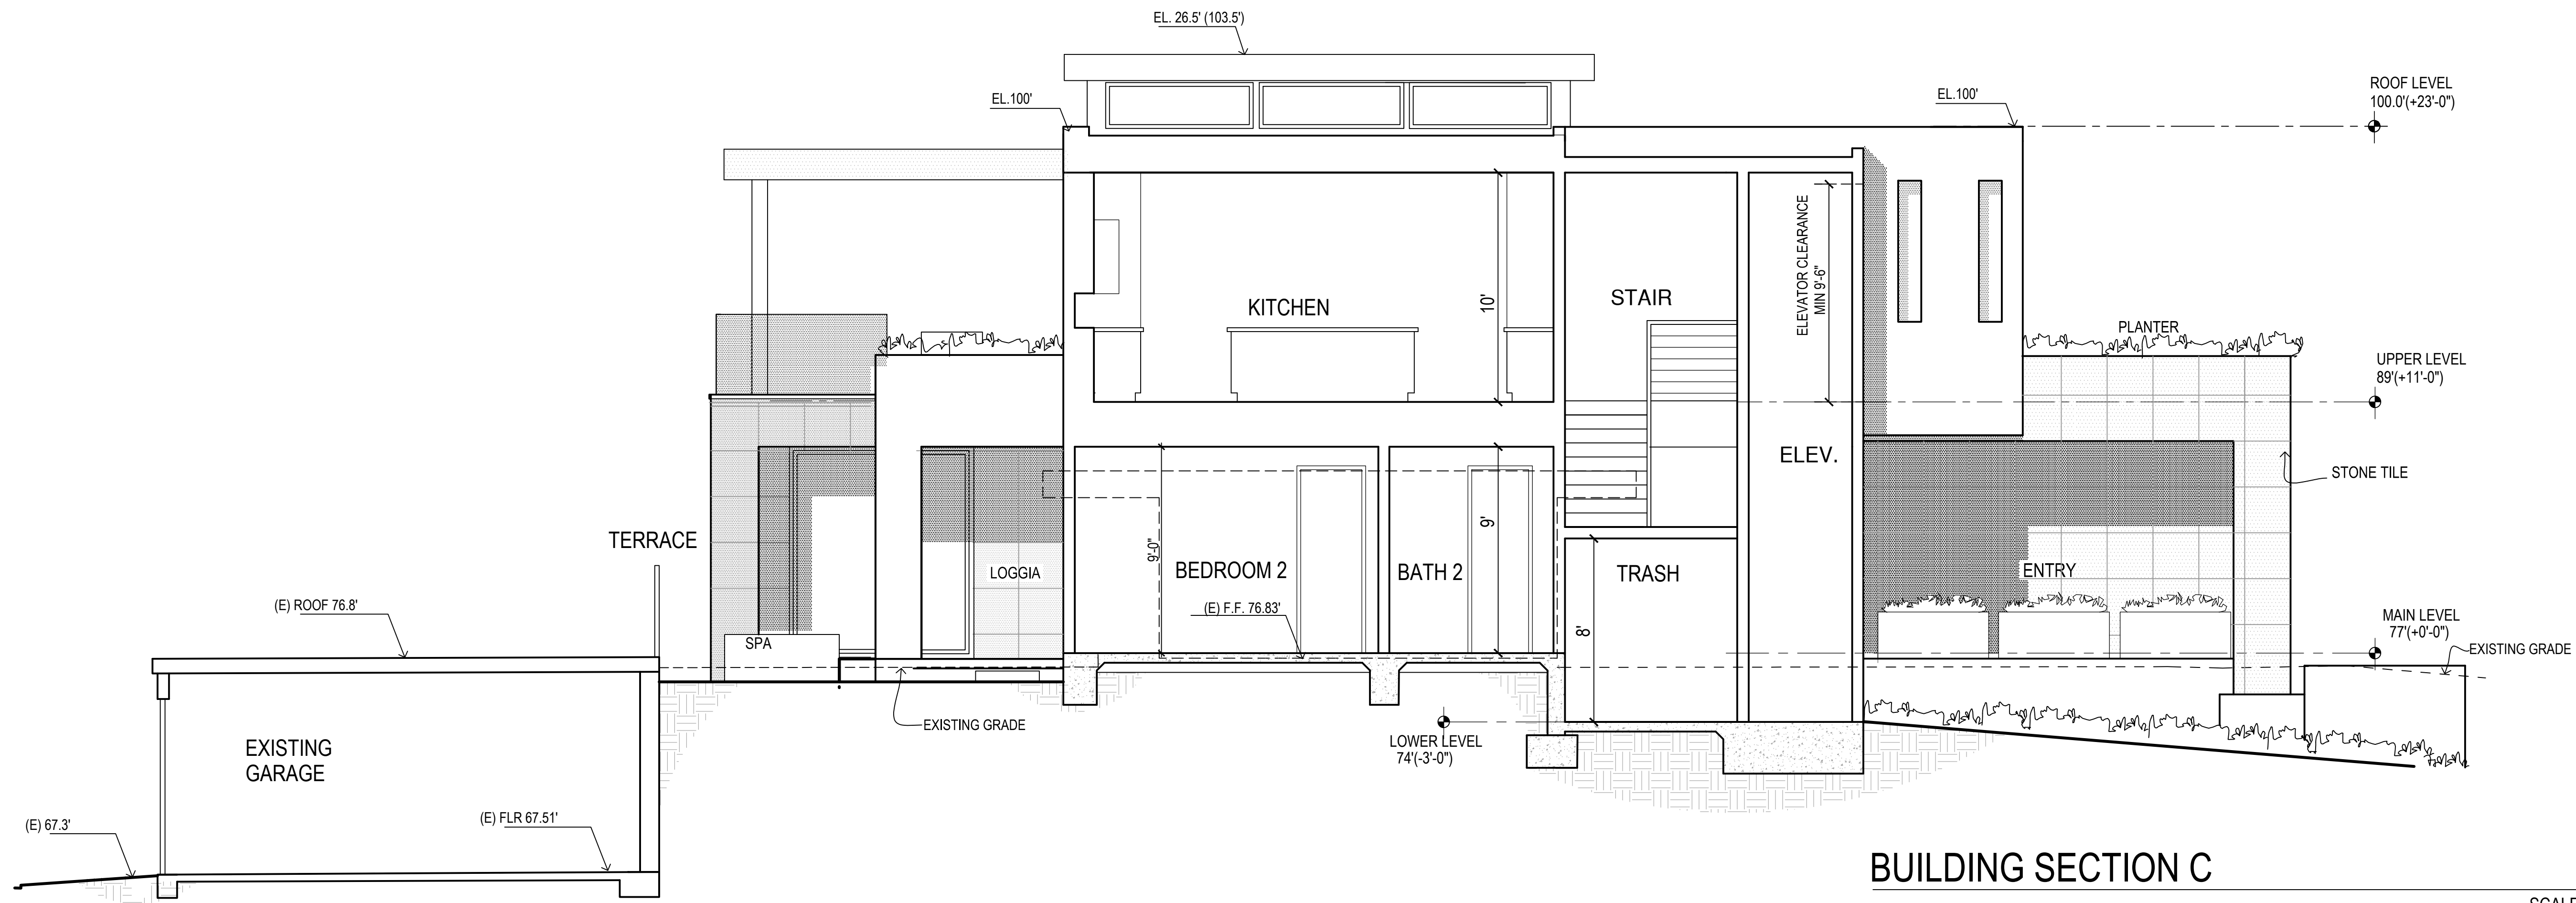 EL. 26.5' (103.5')
EL.100'
EL.100'
ROOF LEVEL
100.0'(+23'-0")
ELEVATOR CLEARANCE
MIN 9'-6"
KITCHEN
10'
STAIR
PLANTER
UPPER LEVEL
89'(+11'-0")
ELEV.
STONE TILE
TERRACE
9'-0"
9'
LOGGIA
BEDROOM 2
BATH 2
TRASH
ENTRY
(E) ROOF 76.8'
(E) F.F. 76.83'
8'
MAIN LEVEL
77'(+0'-0")
SPA
EXISTING GRADE
EXISTING GRADE
EXISTING
GARAGE
LOWER LEVEL
74'(-3'-0")
(E) 67.3'
(E) FLR 67.51'
BUILDING SECTION C